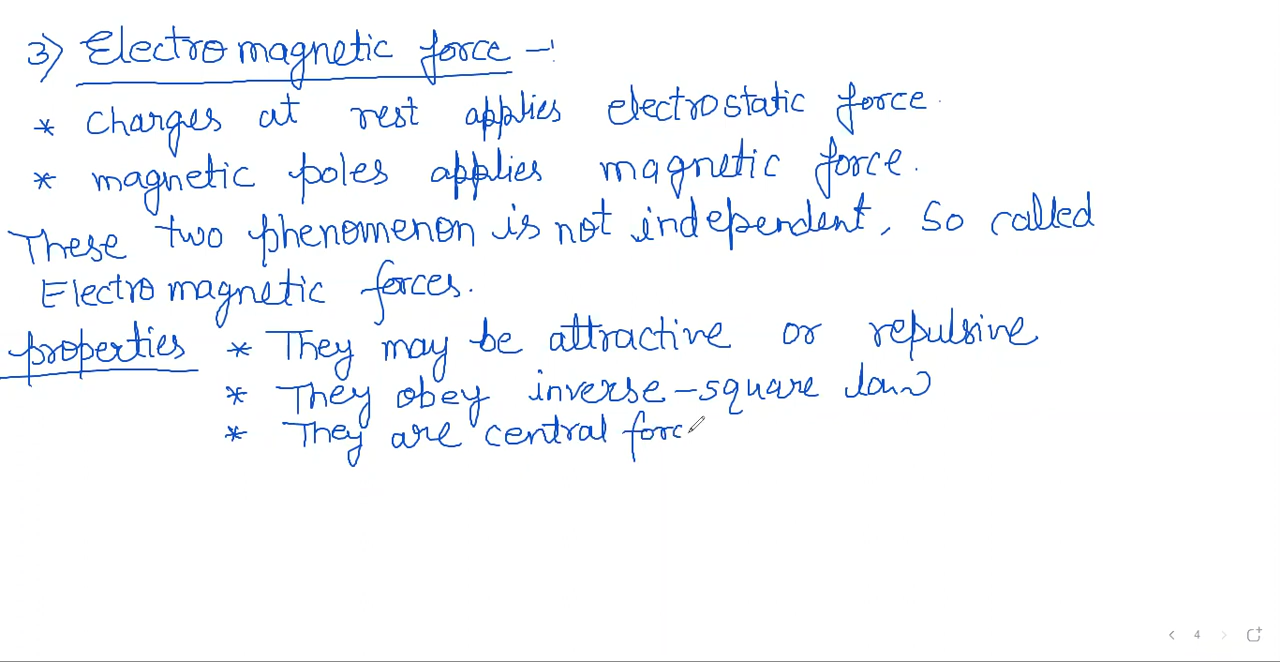 3) Electromagnetic force -:
* charges at rest applies electrostatic force.
* magnetic poles applies magnetic force.
These two phenomenon is not independent, so called
Electromagnetic forces.
properties * They may be attractive or repulsive
* They obey inverse-square law
* They are central forc
4